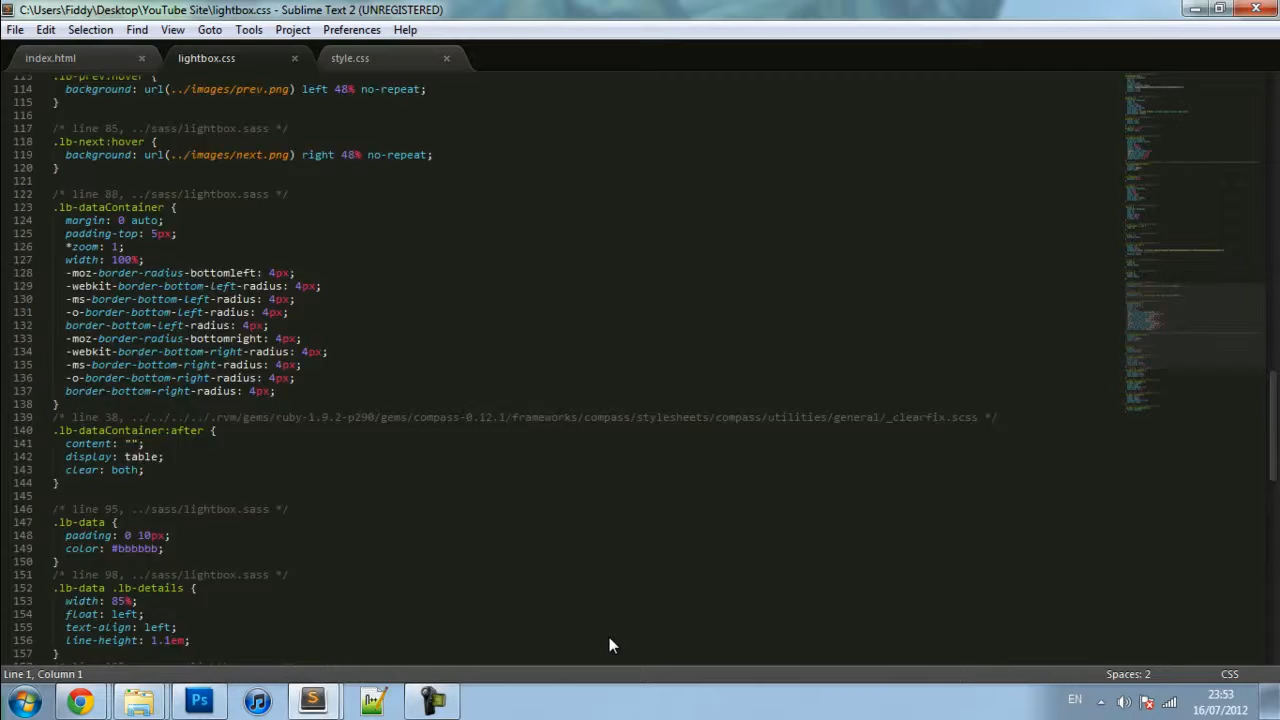 C:\Users\Fiddy\Desktop\YouTube Site\lightbox.css - Sublime Text 2 (UNREGISTERED)
File Edit Selection View Goto Tools Project Preferences Help
index.html × lightbox.css × style.css ×
113 .lb-prev:hover {
114 background: url(../images/prev.png) left 48% no-repeat;
115 }
116
117 /* line 85, ../sass/lightbox.sass */
118 .lb-next:hover {
119 background: url(../images/next.png) right 48% no-repeat;
120 }
121
122 /* line 88, ../sass/lightbox.sass */
123 .lb-dataContainer {
124 margin: 0 auto;
125 padding-top: 5px;
126 *zoom: 1;
127 width: 100%;
128 -moz-border-radius-bottomleft: 4px;
129 -webkit-border-bottom-left-radius: 4px;
130 -ms-border-bottom-left-radius: 4px;
131 -o-border-bottom-left-radius: 4px;
132 border-bottom-left-radius: 4px;
133 -moz-border-radius-bottomright: 4px;
134 -webkit-border-bottom-right-radius: 4px;
135 -ms-border-bottom-right-radius: 4px;
136 -o-border-bottom-right-radius: 4px;
137 border-bottom-right-radius: 4px;
138 }
139 /* line 38, ../../../../.rvm/gems/ruby-1.9.2-p290/gems/compass-0.12.1/frameworks/compass/stylesheets/compass/utilities/general/_clearfix.scss */
140 .lb-dataContainer:after {
141 content: "";
142 display: table;
143 clear: both;
144 }
145
146 /* line 95, ../sass/lightbox.sass */
147 .lb-data {
148 padding: 0 10px;
149 color: #bbbbbb;
150 }
151 /* line 98, ../sass/lightbox.sass */
152 .lb-data .lb-details {
153 width: 85%;
154 float: left;
155 text-align: left;
156 line-height: 1.1em;
157 }
Line 1, Column 1 Spaces: 2 CSS
EN 23:53
16/07/2012